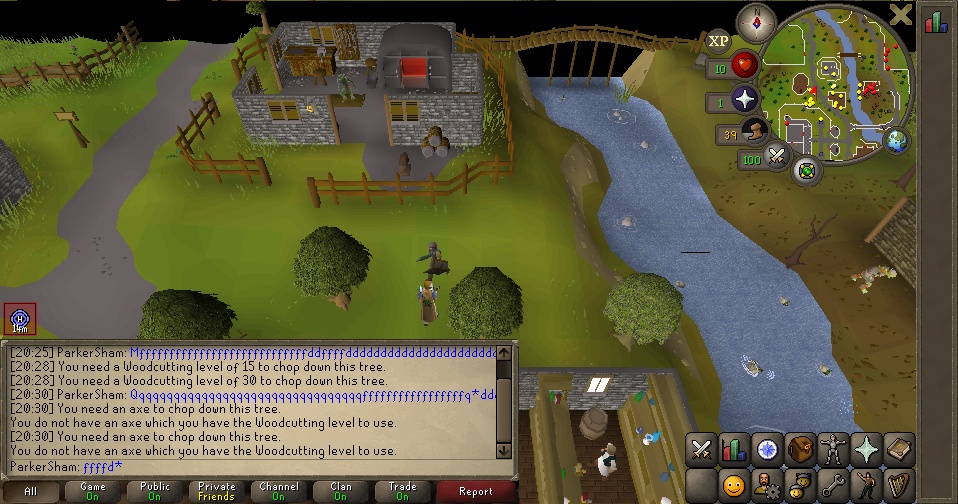 N
XP
10
1
39
100
14m
[20:25] ParkerSham:
[20:28] You need a Woodcutting level of 15 to chop down this tree.
[20:28] You need a Woodcutting level of 30 to chop down this tree.
[20:30] ParkerSham:
[20:30] You need an axe to chop down this tree.
You do not have an axe which you have the Woodcutting level to use.
[20:30] You need an axe to chop down this tree.
You do not have an axe which you have the Woodcutting level to use.
ParkerSham: ffffd*
All
Game
On
Public
On
Private
Friends
Channel
On
Clan
On
Trade
On
Report